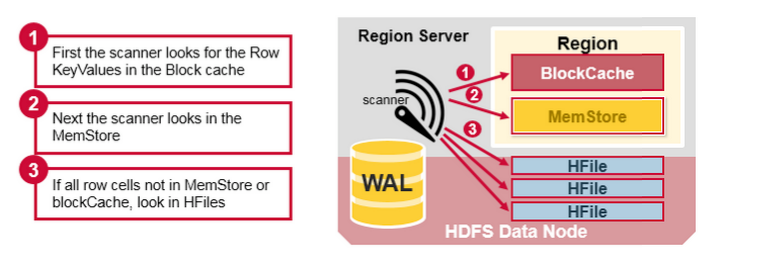 1
First the scanner looks for the Row
KeyValues in the Block cache
2
Next the scanner looks in the
MemStore
3
If all row cells not in MemStore or
blockCache, look in HFiles
Region Server
Region
BlockCache
MemStore
scanner
1
2
3
WAL
HFile
HFile
HFile
HDFS Data Node